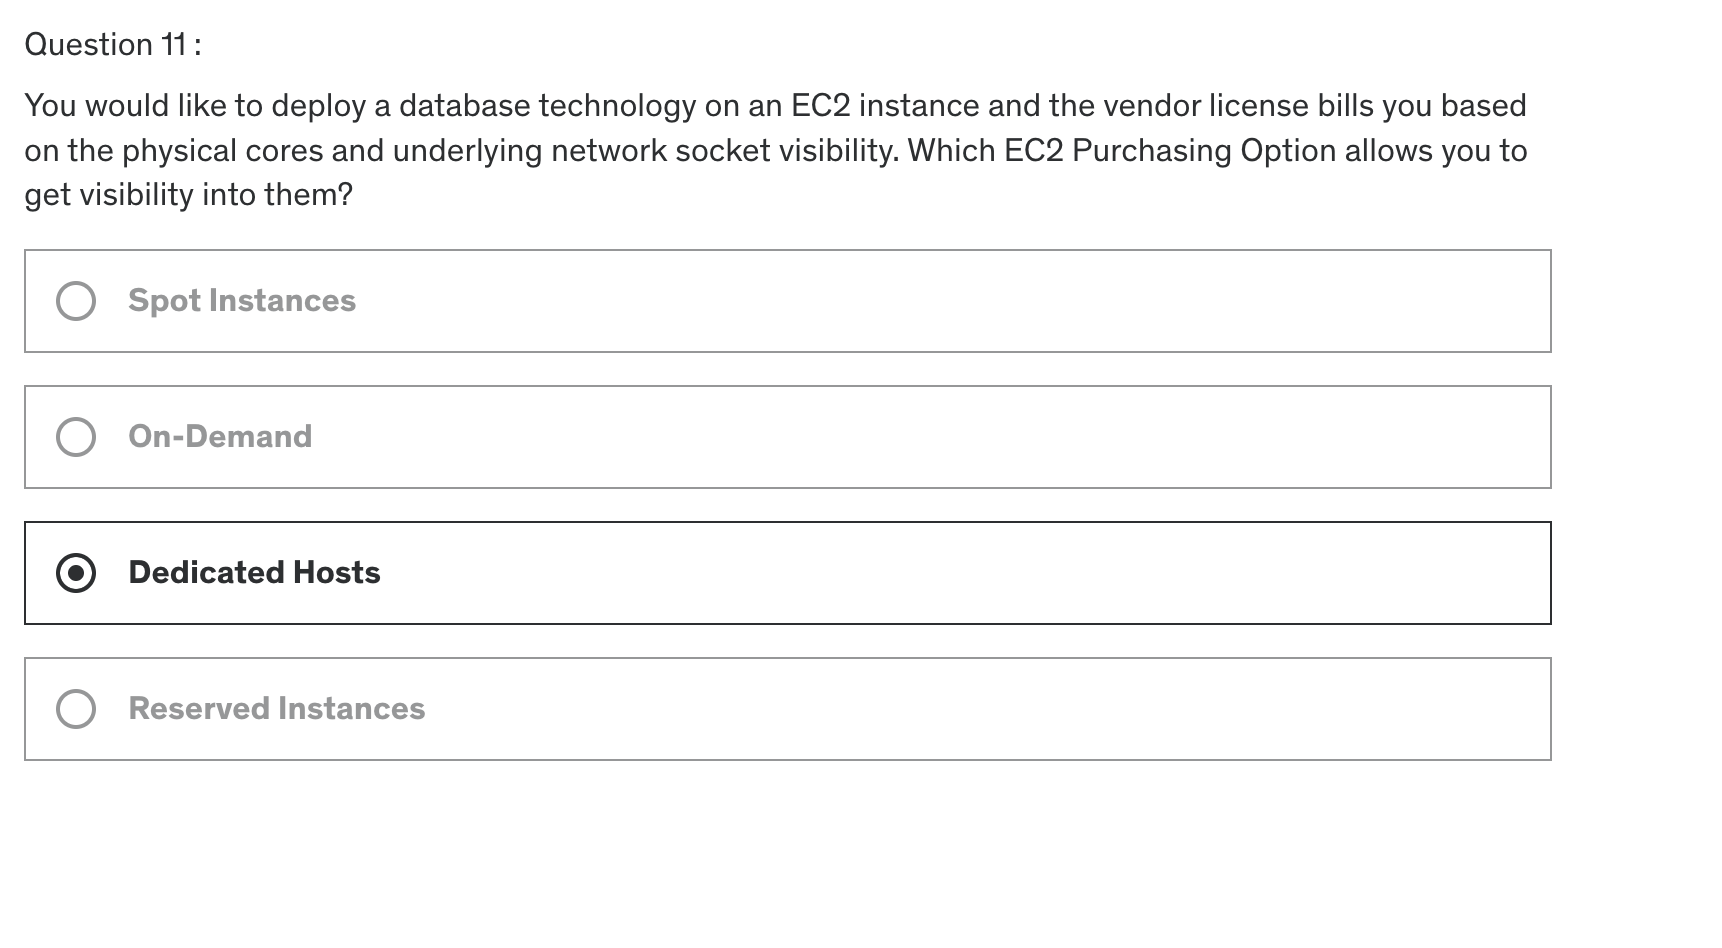 Question 11 :
You would like to deploy a database technology on an EC2 instance and the vendor license bills you based
on the physical cores and underlying network socket visibility. Which EC2 Purchasing Option allows you to
get visibility into them?
Spot Instances
On-Demand
Dedicated Hosts
Reserved Instances